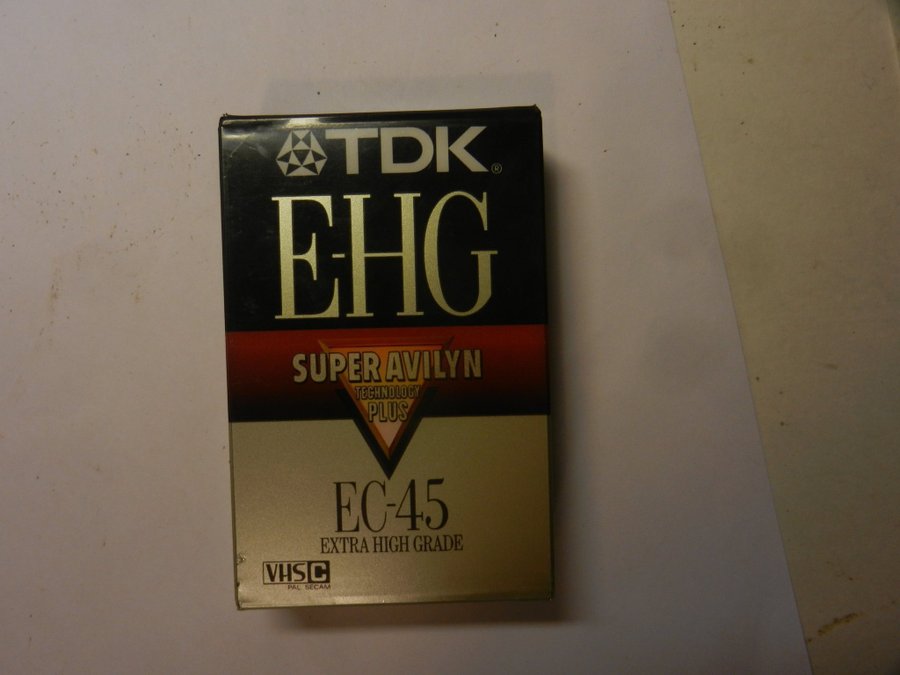 TDK®
E-HG
SUPER AVILYN
TECHNOLOGY
PLUS
EC-45
EXTRA HIGH GRADE
VHS C
PAL SECAM